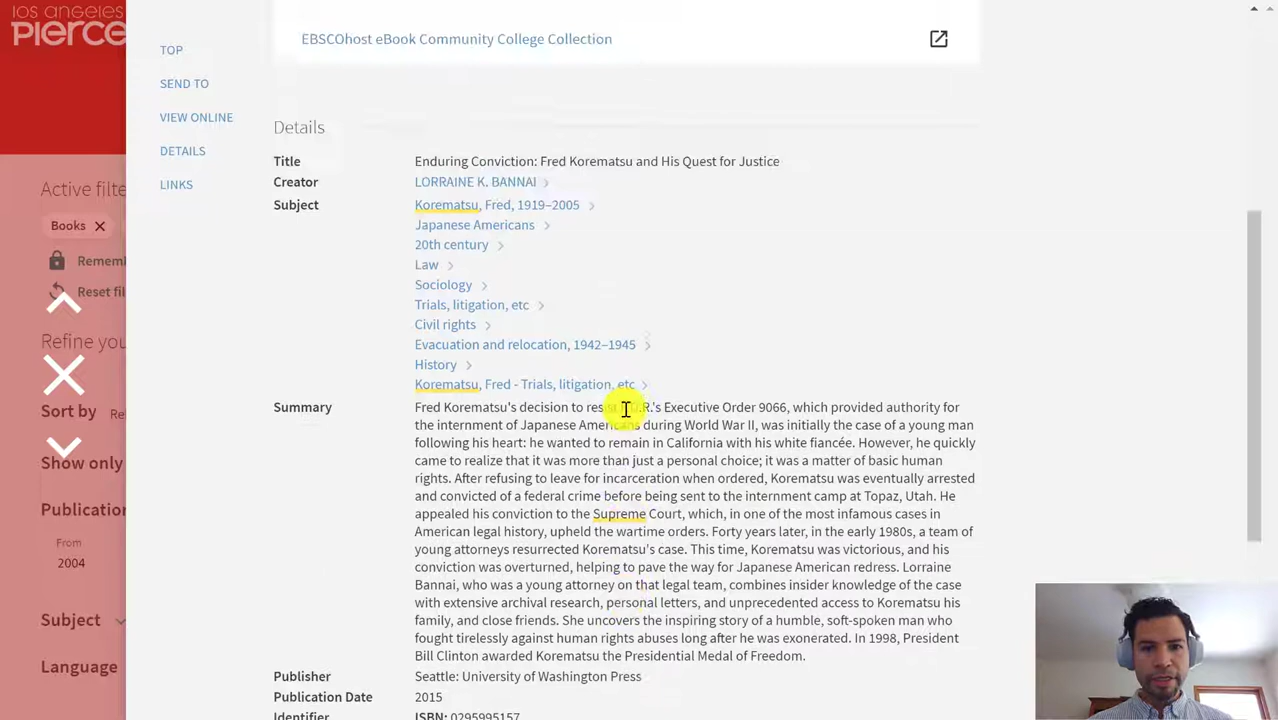 los angeles
PIERCE
Active filte
Books
Rememb
Reset fil
Refine you
Sort by Re
Show only
Publication
From
2004
Subject
Language
TOP
SEND TO
VIEW ONLINE
DETAILS
LINKS
EBSCOhost eBook Community College Collection
Details
Title Enduring Conviction: Fred Korematsu and His Quest for Justice
Creator LORRAINE K. BANNAI
Subject Korematsu, Fred, 1919–2005
Japanese Americans
20th century
Law
Sociology
Trials, litigation, etc
Civil rights
Evacuation and relocation, 1942–1945
History
Korematsu, Fred - Trials, litigation, etc
Summary Fred Korematsu's decision to resist F.D.R.'s Executive Order 9066, which provided authority for
the internment of Japanese Americans during World War II, was initially the case of a young man
following his heart: he wanted to remain in California with his white fiancée. However, he quickly
came to realize that it was more than just a personal choice; it was a matter of basic human
rights. After refusing to leave for incarceration when ordered, Korematsu was eventually arrested
and convicted of a federal crime before being sent to the internment camp at Topaz, Utah. He
appealed his conviction to the Supreme Court, which, in one of the most infamous cases in
American legal history, upheld the wartime orders. Forty years later, in the early 1980s, a team of
young attorneys resurrected Korematsu's case. This time, Korematsu was victorious, and his
conviction was overturned, helping to pave the way for Japanese American redress. Lorraine
Bannai, who was a young attorney on that legal team, combines insider knowledge of the case
with extensive archival research, personal letters, and unprecedented access to Korematsu his
family, and close friends. She uncovers the inspiring story of a humble, soft-spoken man who
fought tirelessly against human rights abuses long after he was exonerated. In 1998, President
Bill Clinton awarded Korematsu the Presidential Medal of Freedom.
Publisher Seattle: University of Washington Press
Publication Date 2015
Identifier ISBN: 0295995157